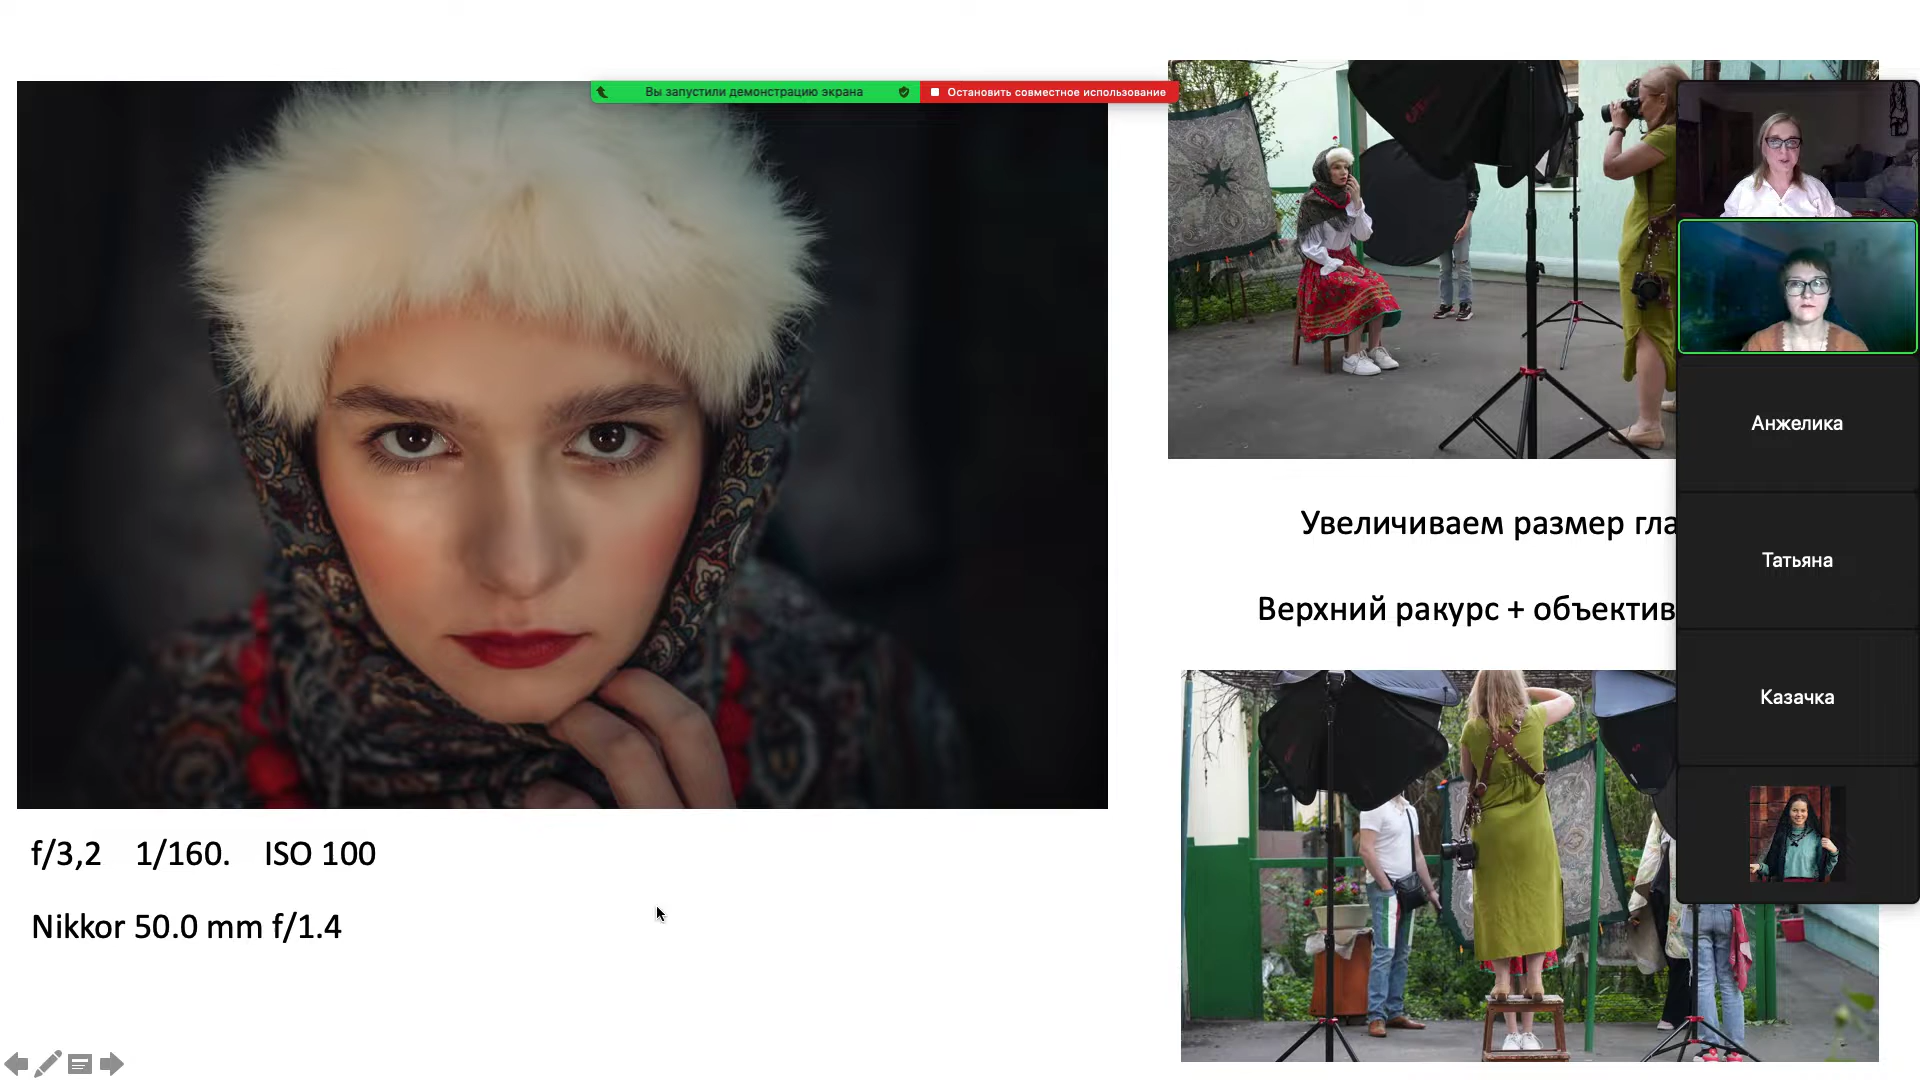 Вы запустили демонстрацию экрана
Остановить совместное использование
Увеличиваем размер гла
Верхний ракурс + объектив
f/3,2 1/160. ISO 100
Nikkor 50.0 mm f/1.4
Анжелика
Татьяна
Казачка